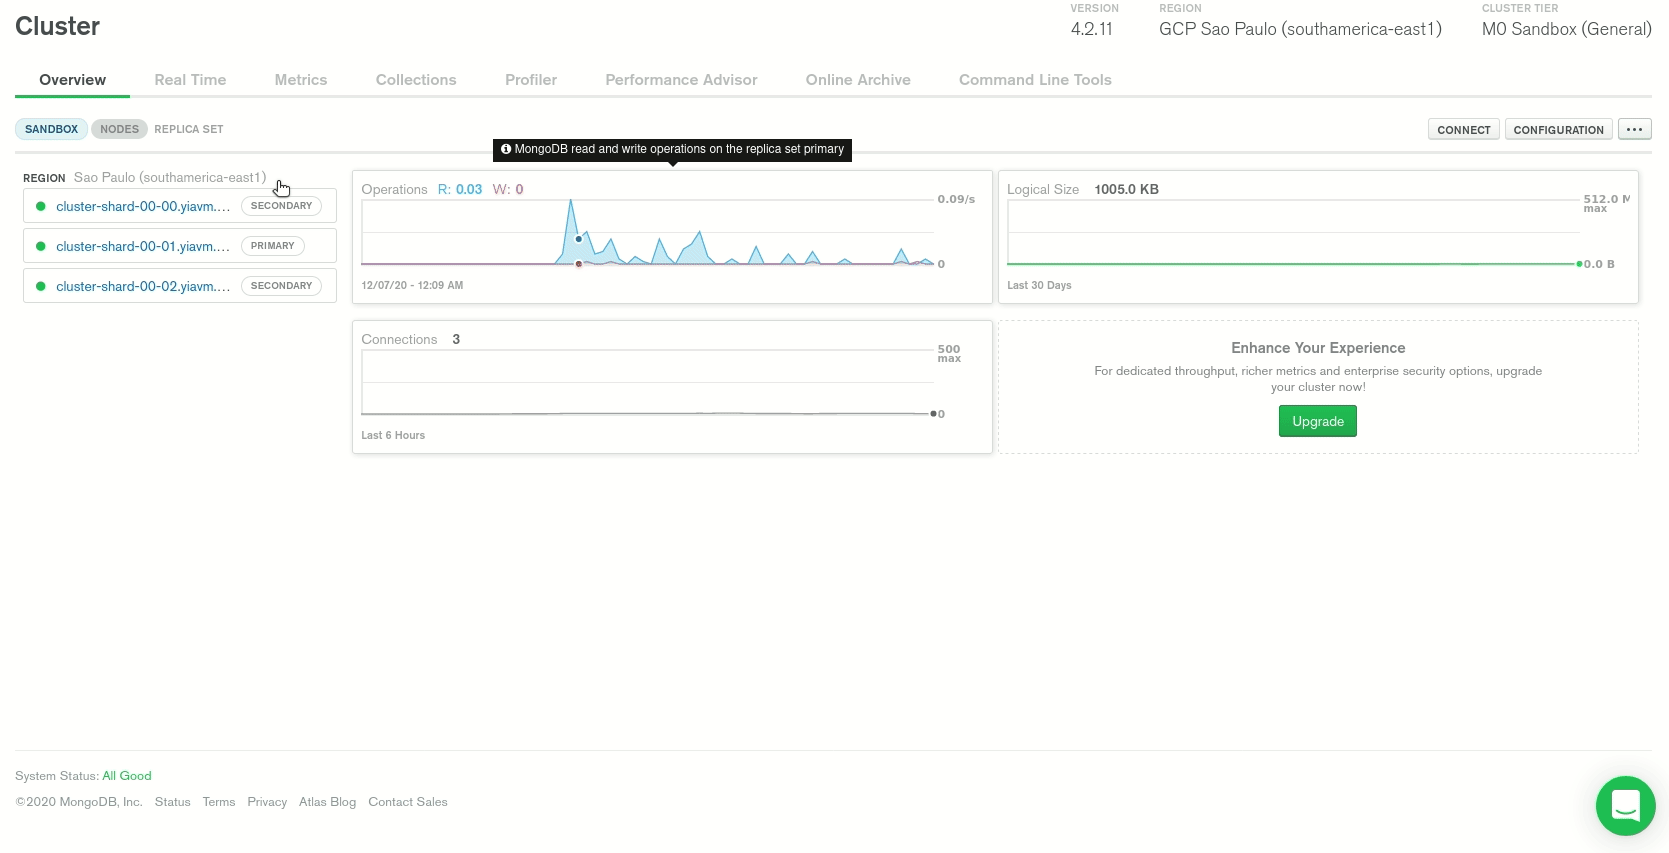 Cluster
VERSION
4.2.11
REGION
GCP Sao Paulo (southamerica-east1)
CLUSTER TIER
M0 Sandbox (General)
Overview Real Time Metrics Collections Profiler Performance Advisor Online Archive Command Line Tools
SANDBOX NODES REPLICA SET
CONNECT CONFIGURATION ...
MongoDB read and write operations on the replica set primary
REGION Sao Paulo (southamerica-east1)
cluster-shard-00-00.yiavm.... SECONDARY
cluster-shard-00-01.yiavm.... PRIMARY
cluster-shard-00-02.yiavm.... SECONDARY
Operations R: 0.03 W: 0
0.09/s
0
12/07/20 - 12:09 AM
Logical Size 1005.0 KB
512.0 M
max
0.0 B
Last 30 Days
Connections 3
500
max
0
Last 6 Hours
Enhance Your Experience
For dedicated throughput, richer metrics and enterprise security options, upgrade
your cluster now!
Upgrade
System Status: All Good
©2020 MongoDB, Inc. Status Terms Privacy Atlas Blog Contact Sales